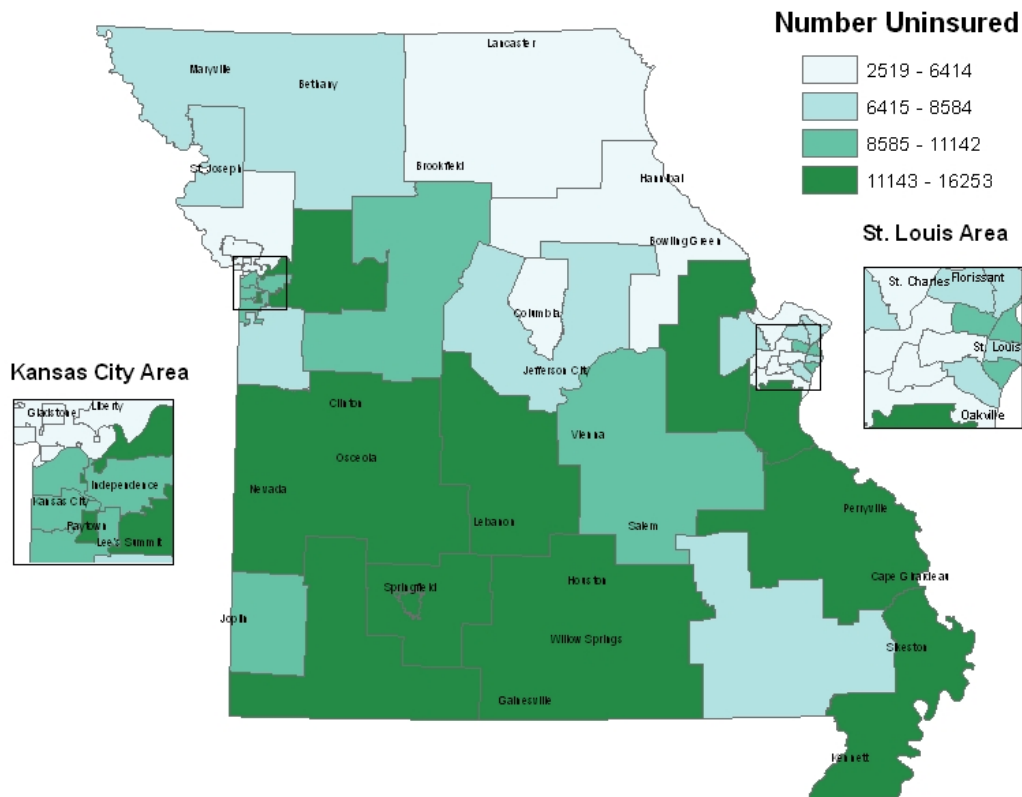 Number Uninsured
2519 - 6414
6415 - 8584
8585 - 11142
11143 - 16253
Lancaster
Maryville
Bethany
St. Joseph
Brookfield
Hannibal
Bowling Green
Columbia
Jefferson City
Clinton
Vienna
Osceola
Nevada
Lebanon
Salem
Perryville
Springfield
Houston
Cape Girardeau
Joplin
Willow Springs
Sikeston
Gainesville
Kennett
St. Louis Area
St. Charles
Florissant
St. Louis
Oakville
Kansas City Area
Liberty
Gladstone
Independence
Kansas City
Raytown
Lee's Summit